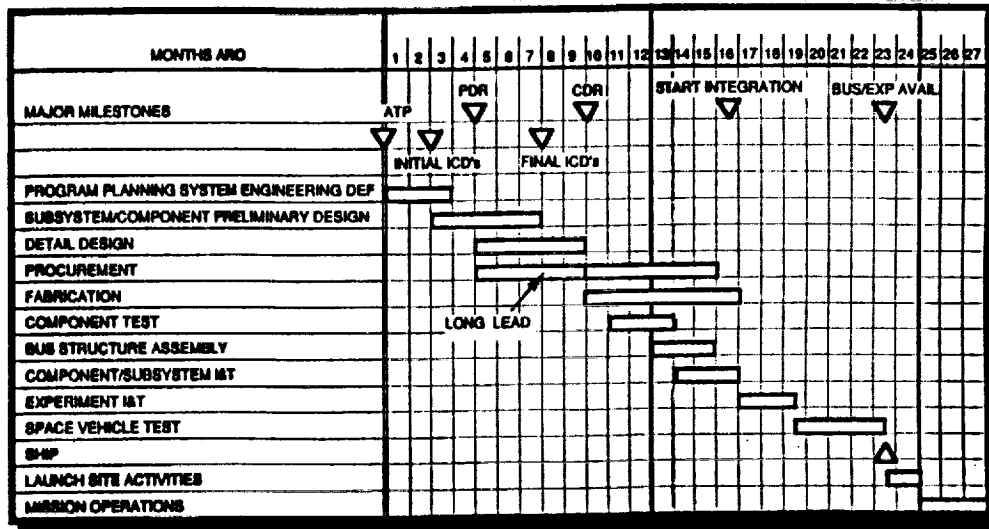 MONTHS ARO 1 2 3 4 5 6 7 8 9 10 11 12 13 14 15 16 17 18 19 20 21 22 23 24 25 26 27
PDR CDR START INTEGRATION BUS/EXP AVAIL.
MAJOR MILESTONES ATP
INITIAL ICD's FINAL ICD's
PROGRAM PLANNING SYSTEM ENGINEERING DEF
SUBSYSTEM/COMPONENT PRELIMINARY DESIGN
DETAIL DESIGN
PROCUREMENT
FABRICATION
COMPONENT TEST LONG LEAD
BUS STRUCTURE ASSEMBLY
COMPONENT/SUBSYSTEM I&T
EXPERIMENT I&T
SPACE VEHICLE TEST
SHIP
LAUNCH SITE ACTIVITIES
MISSION OPERATIONS